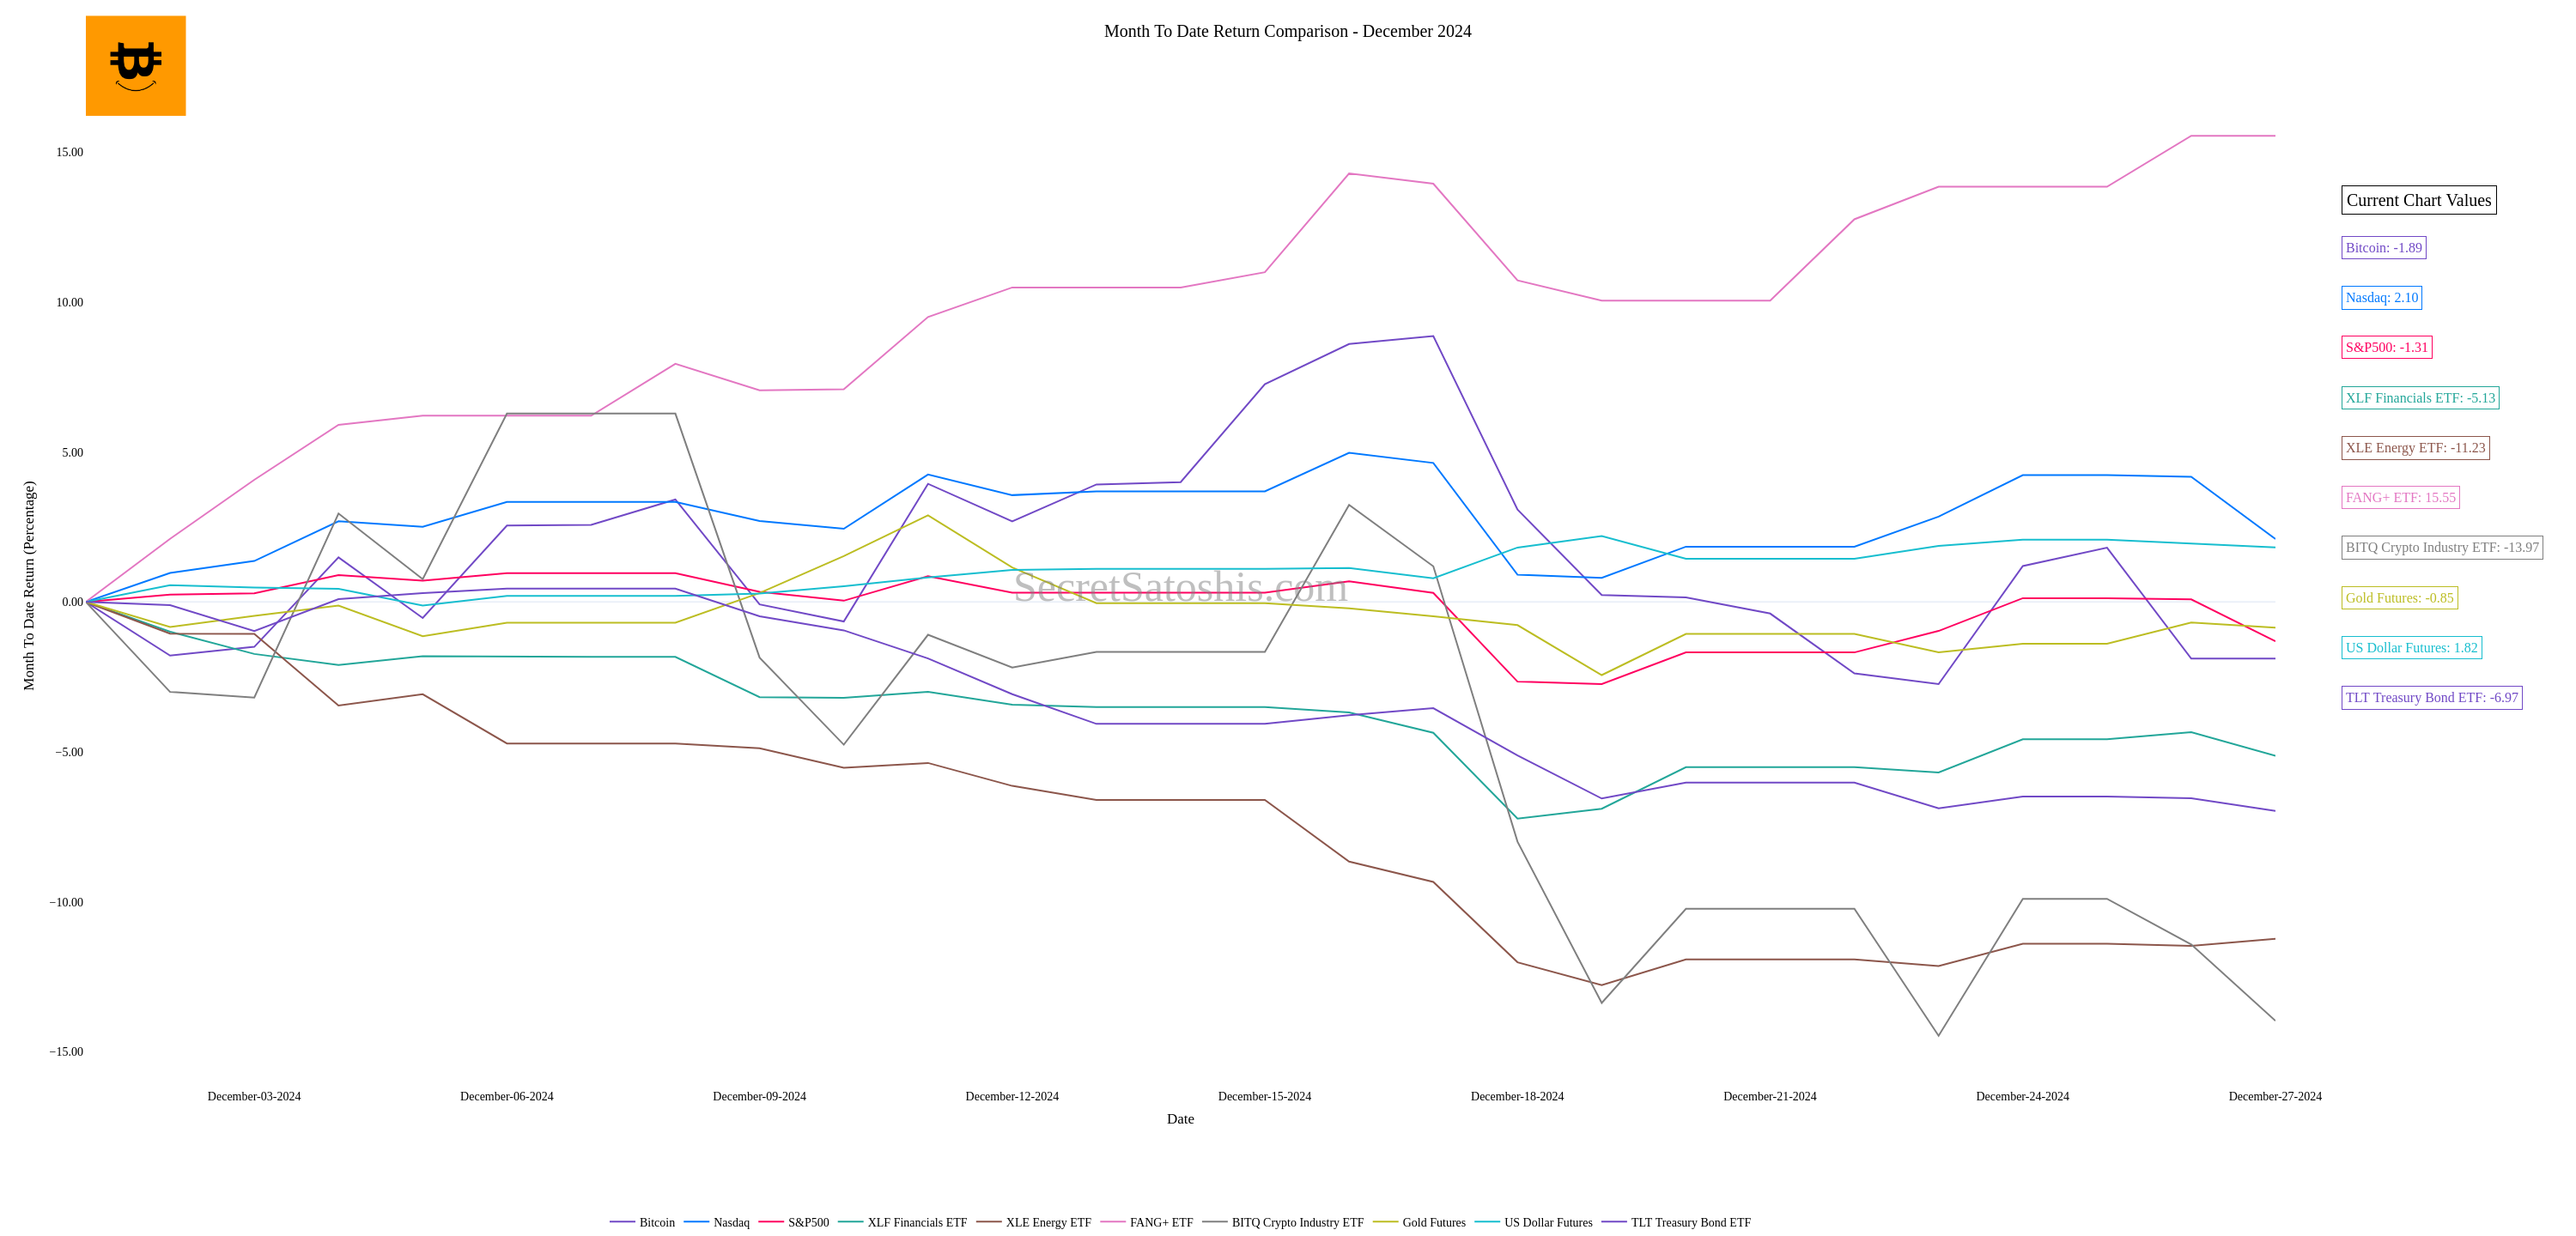 Month To Date Return Comparison - December 2024
15.00
10.00
5.00
0.00
−5.00
−10.00
−15.00
Month To Date Return (Percentage)
SecretSatoshis.com
Current Chart Values
Bitcoin: -1.89
Nasdaq: 2.10
S&P500: -1.31
XLF Financials ETF: -5.13
XLE Energy ETF: -11.23
FANG+ ETF: 15.55
BITQ Crypto Industry ETF: -13.97
Gold Futures: -0.85
US Dollar Futures: 1.82
TLT Treasury Bond ETF: -6.97
December-03-2024 December-06-2024 December-09-2024 December-12-2024 December-15-2024 December-18-2024 December-21-2024 December-24-2024 December-27-2024
Date
Bitcoin Nasdaq S&P500 XLF Financials ETF XLE Energy ETF FANG+ ETF BITQ Crypto Industry ETF Gold Futures US Dollar Futures TLT Treasury Bond ETF